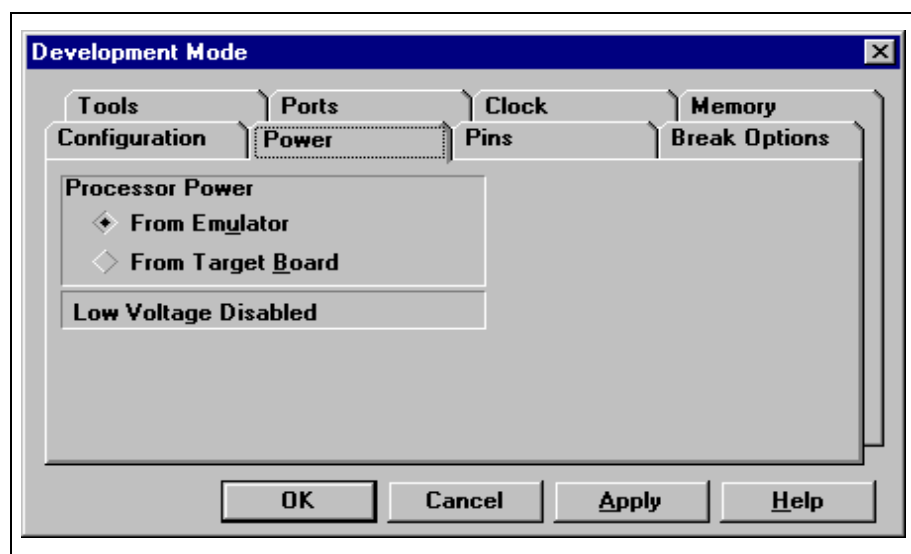 Development Mode
Tools Ports Clock Memory
Configuration Power Pins Break Options
Processor Power
From Emulator
From Target Board
Low Voltage Disabled
OK Cancel Apply Help